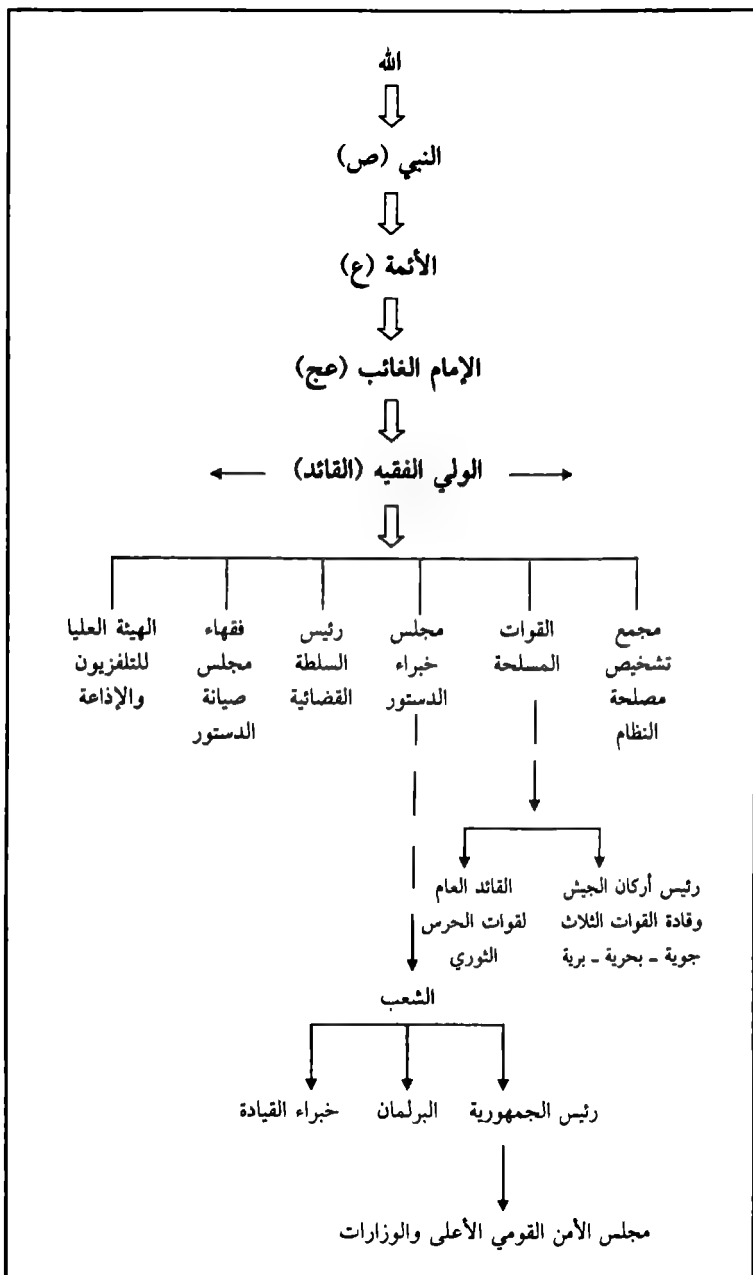 الله
النبي (ص)
الأئمة (ع)
الإمام الغائب (عج)
الولي الفقيه (القائد)
مجمع
تشخيص
مصلحة
النظام
القوات
المسلحة
مجلس
خبراء
الدستور
رئيس
السلطة
القضائية
فقهاء
مجلس
صيانة
الدستور
الهيئة العليا
للتلفزيون
والإذاعة
رئيس أركان الجيش
وقادة القوات الثلاث
جوية - بحرية - برية
القائد العام
لقوات الحرس
الثوري
الشعب
رئيس الجمهورية
البرلمان
خبراء القيادة
مجلس الأمن القومي الأعلى والوزارات